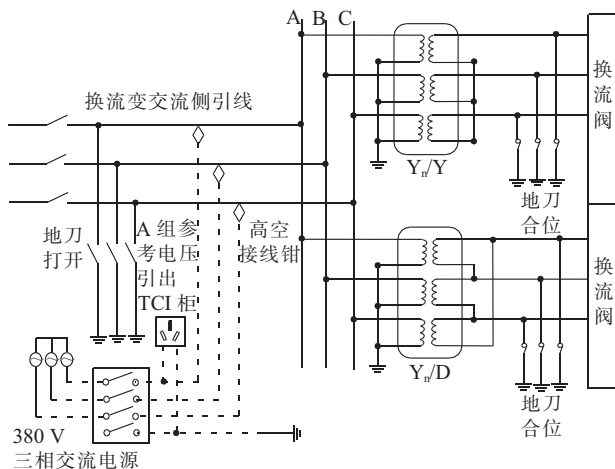 A B C
换流变交流侧引线
Yn/Y
换
流
阀
地刀
合位
地刀
打开
A 组参
考电压
引出
TCI 柜
高空
接线钳
Yn/D
换
流
阀
地刀
合位
380 V
三相交流电源